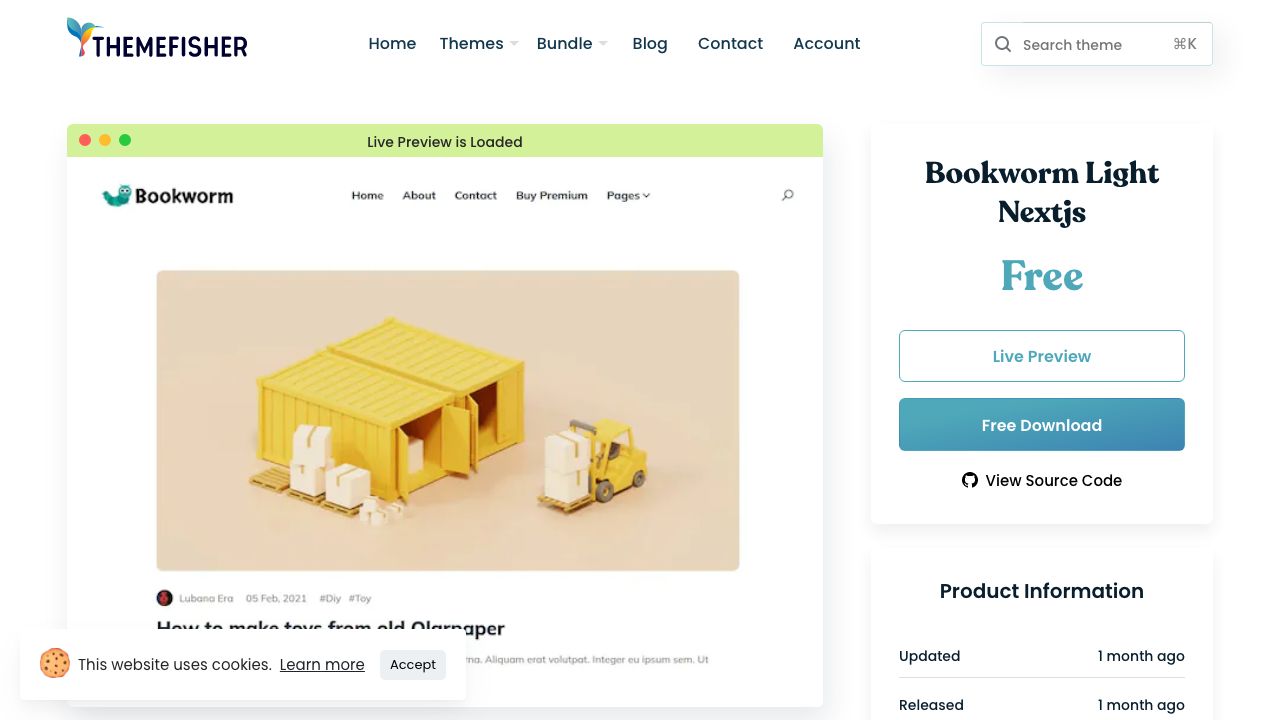 THEMEFISHER
Home Themes Bundle Blog Contact Account
Search theme ⌘K
Live Preview is Loaded
Bookworm
Home About Contact Buy Premium Pages
Lubana Era 05 Feb, 2021 #Diy #Toy
How to make toys from old Olarpaper
rna. Aliquam erat volutpat. Integer eu ipsum sem. Ut
This website uses cookies. Learn more Accept
Bookworm Light
Nextjs
Free
Live Preview
Free Download
View Source Code
Product Information
Updated 1 month ago
Released 1 month ago